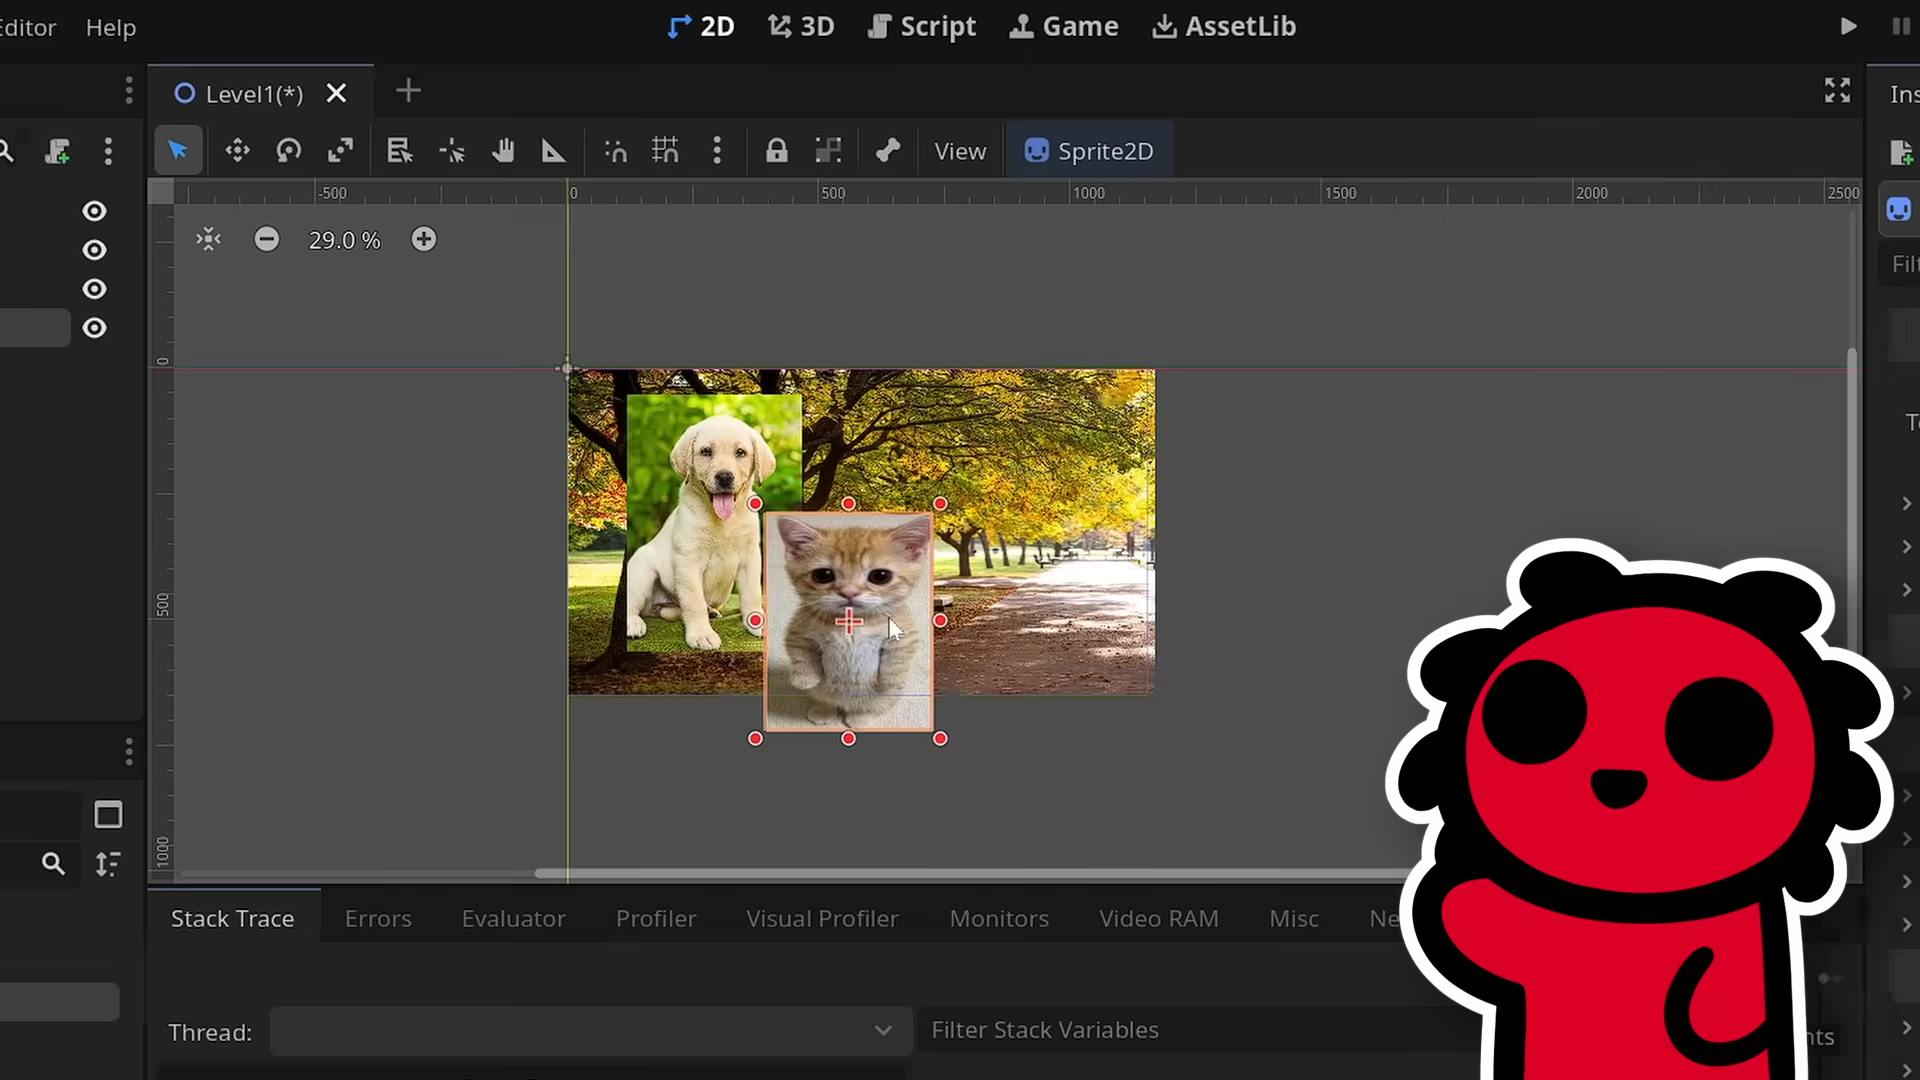 Editor Help
2D 3D Script Game AssetLib
Level1(*)
View Sprite2D
-500 0 500 1000 1500 2000 2500
29.0 %
0
500
1000
Stack Trace Errors Evaluator Profiler Visual Profiler Monitors Video RAM Misc
Thread:
Filter Stack Variables